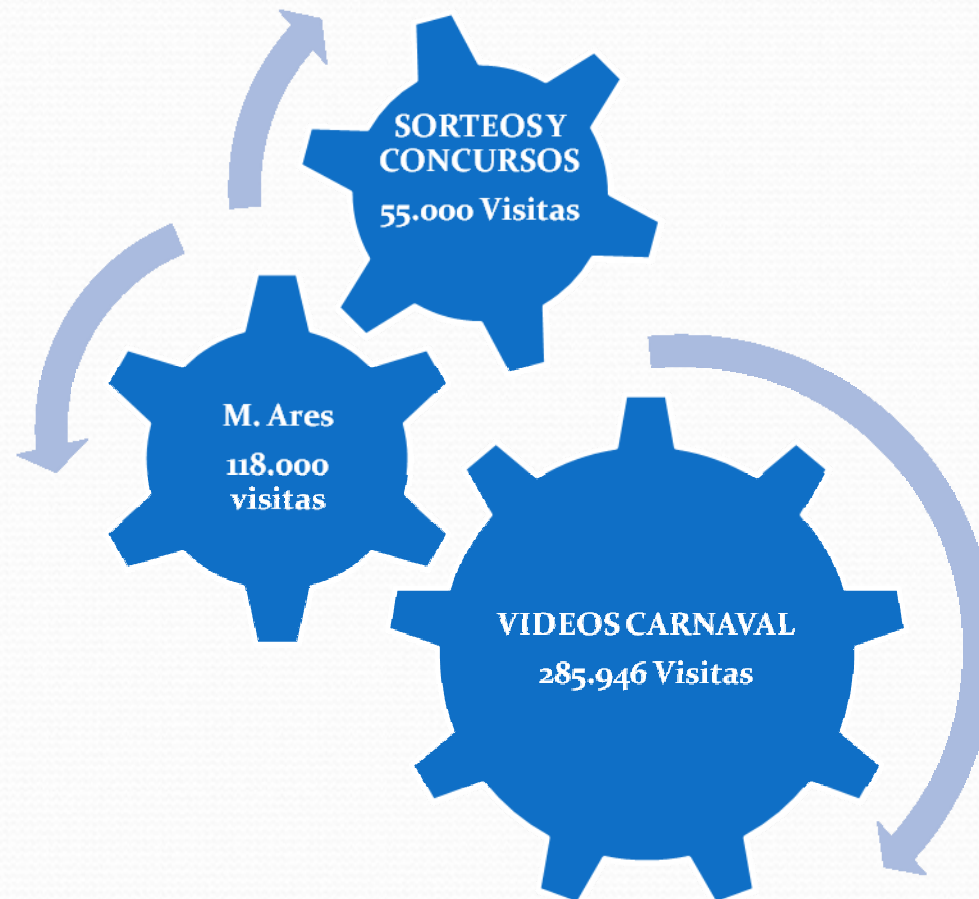 SORTEOS Y
CONCURSOS
55.000 Visitas
M. Ares
118.000
visitas
VIDEOS CARNAVAL
285.946 Visitas